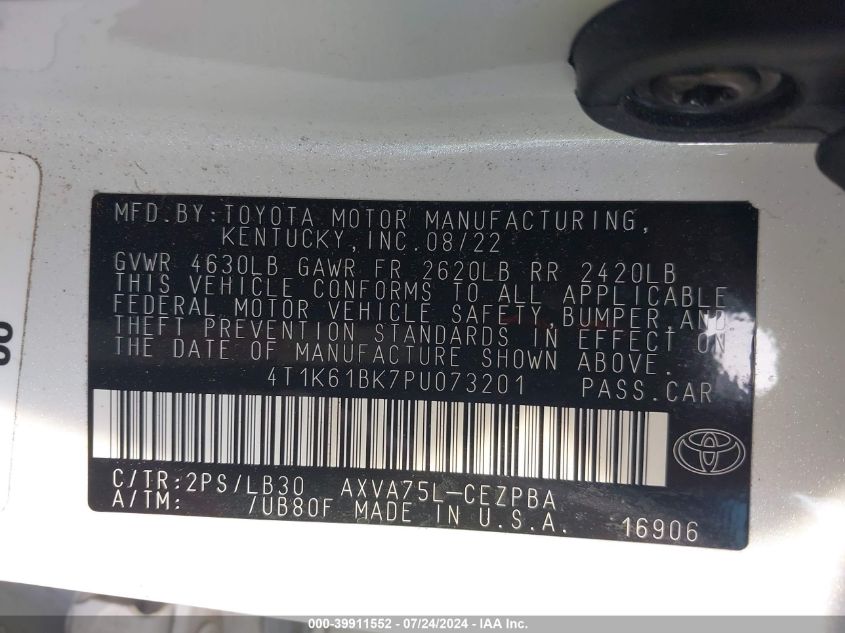 MFD.BY:TOYOTA MOTOR MANUFACTURING,
KENTUCKY,INC.08/22
GVWR 4630LB GAWR FR 2620LB RR 2420LB
THIS VEHICLE CONFORMS TO ALL APPLICABLE
FEDERAL MOTOR VEHICLE SAFETY,BUMPER,AND
THEFT PREVENTION STANDARDS IN EFFECT ON
THE DATE OF MANUFACTURE SHOWN ABOVE.
4T1K61BK7PU073201 PASS.CAR
C/TR:2PS/LB30 AXVA75L-CEZPBA
A/TM: /UB80F MADE IN U.S.A. 16906
000-39911552 - 07/24/2024 - IAA Inc.